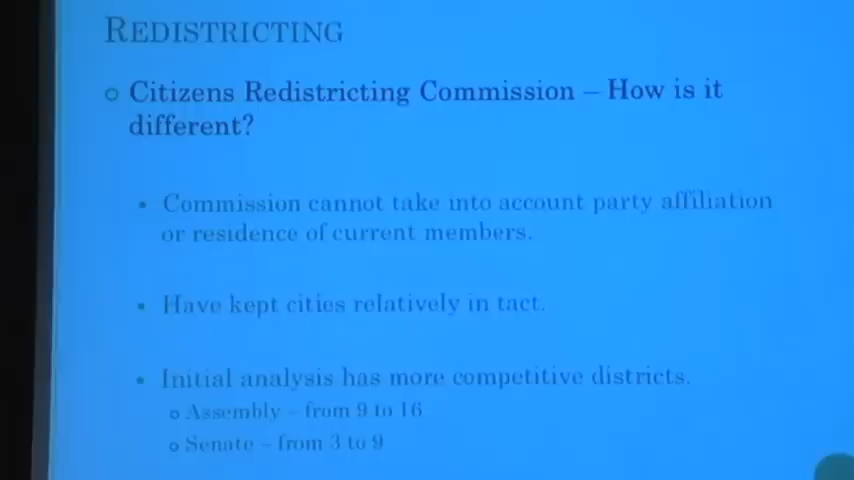 REDISTRICTING
Citizens Redistricting Commission – How is it
different?
Commission cannot take into account party affiliation
or residence of current members.
Have kept cities relatively in tact.
Initial analysis has more competitive districts.
Assembly – from 9 to 16
Senate – from 3 to 9